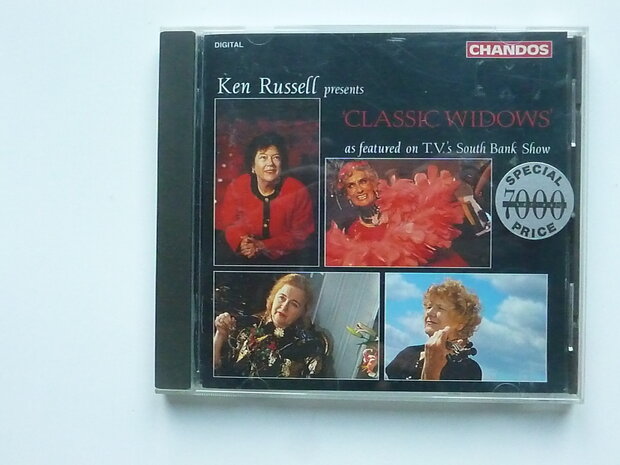 DIGITAL
CHANDOS
Ken Russell presents
'CLASSIC WIDOWS'
as featured on T.V.'s South Bank Show
SPECIAL
7000
PRICE